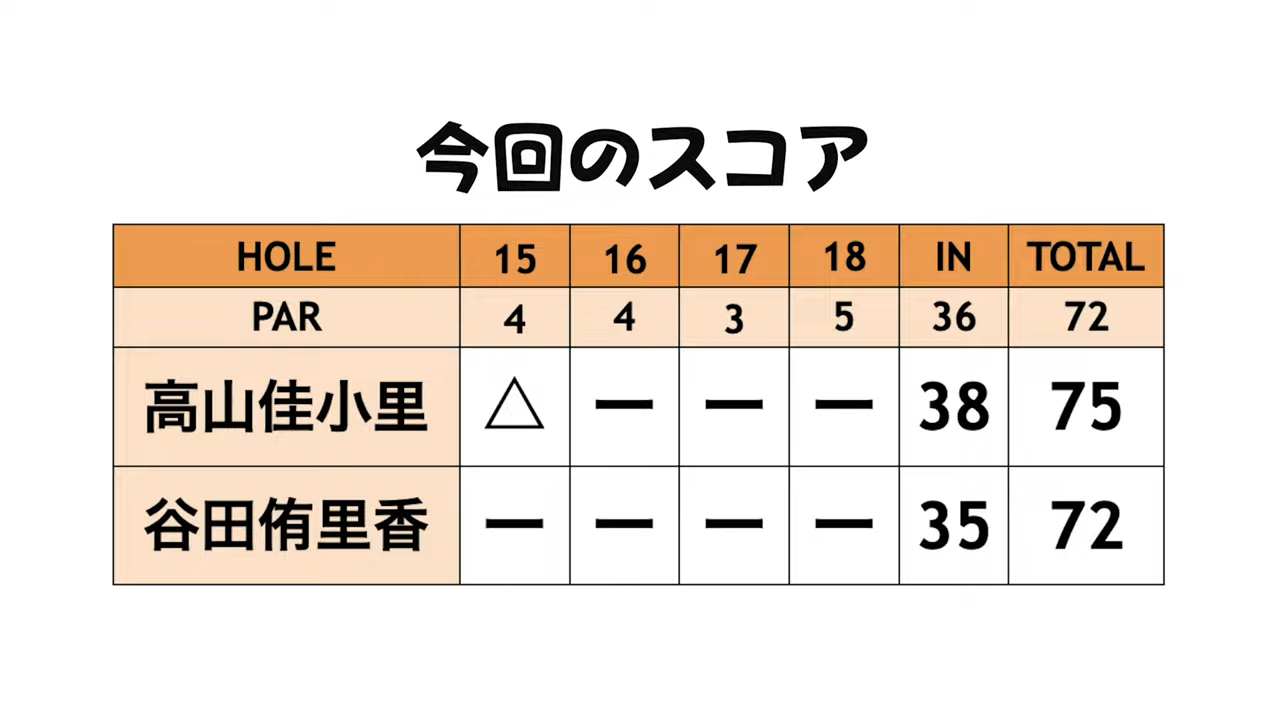 今回のスコア
HOLE 15 16 17 18 IN TOTAL
PAR 4 4 3 5 36 72
高山佳小里 △ ー ー ー 38 75
谷田侑里香 ー ー ー ー 35 72